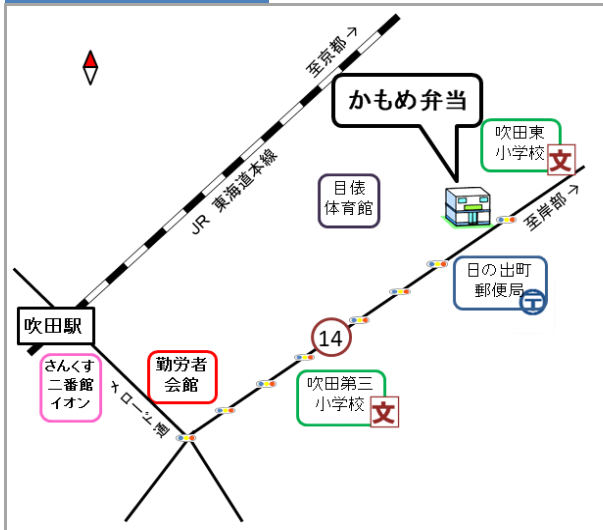 至京都→
かもめ弁当
吹田東
小学校
文
JR 東海道本線
目俵
体育館
至岸部→
日の出町
郵便局
〒
吹田駅
14
さんくす
二番館
イオン
勤労者
会館
メロード通
吹田第三
小学校
文